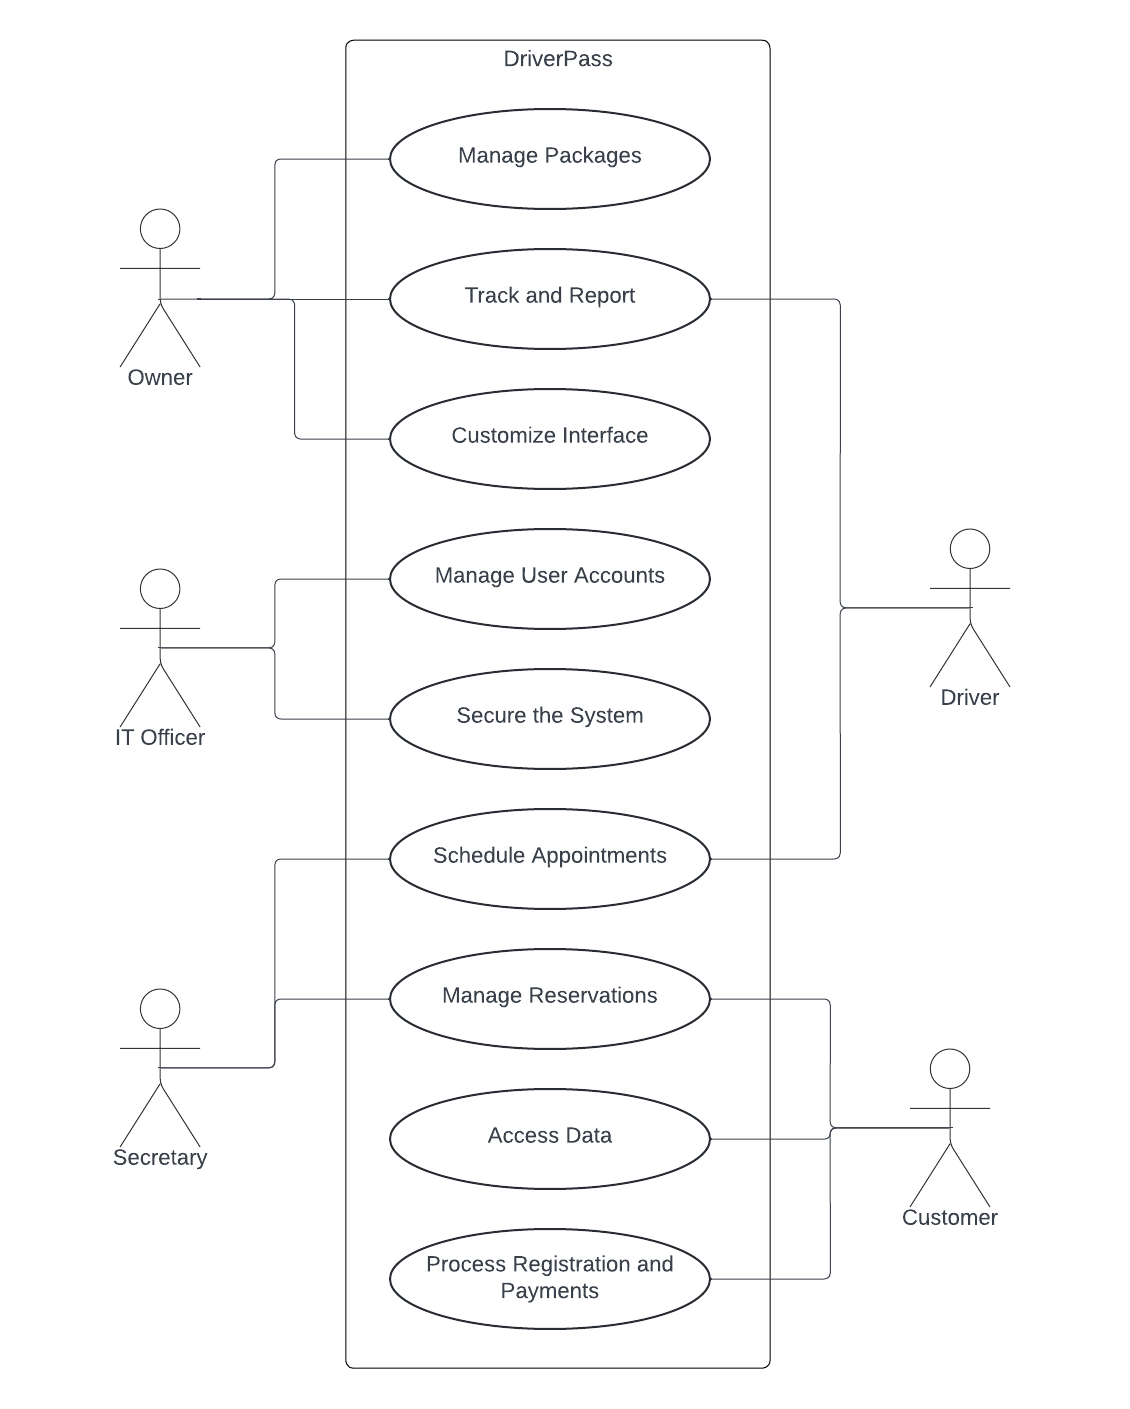 DriverPass
Manage Packages
Track and Report
Owner
Customize Interface
Manage User Accounts
Secure the System
Driver
IT Officer
Schedule Appointments
Manage Reservations
Access Data
Secretary
Customer
Process Registration and
Payments